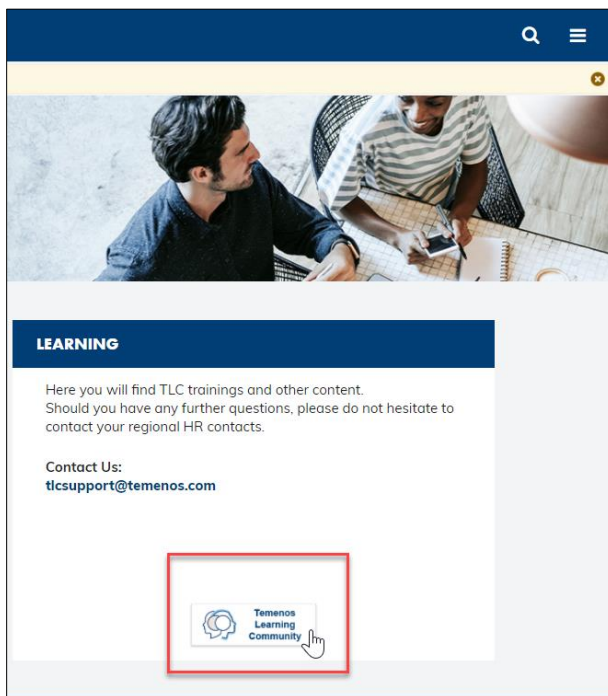 LEARNING
Here you will find TLC trainings and other content.
Should you have any further questions, please do not hesitate to
contact your regional HR contacts.
Contact Us:
tlcsupport@temenos.com
Temenos
Learning
Community